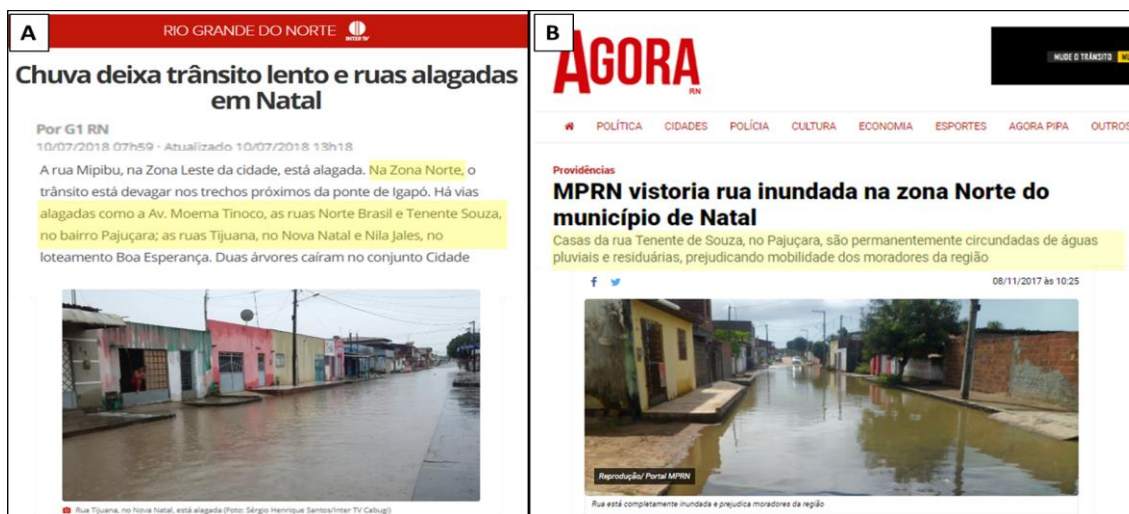 A
RIO GRANDE DO NORTE
INTER TV
Chuva deixa trânsito lento e ruas alagadas
em Natal
Por G1 RN
10/07/2018 07h59 · Atualizado 10/07/2018 13h18
A rua Mipibu, na Zona Leste da cidade, está alagada. Na Zona Norte, o
trânsito está devagar nos trechos próximos da ponte de Igapó. Há vias
alagadas como a Av. Moema Tinoco, as ruas Norte Brasil e Tenente Souza,
no bairro Pajuçara; as ruas Tijuana, no Nova Natal e Nila Jales, no
loteamento Boa Esperança. Duas árvores caíram no conjunto Cidade
Rua Tijuana, no Nova Natal, está alagada (Foto: Sérgio Henrique Santos/Inter TV Cabugi)
B
AGORA
RN
MUDE O TRÂNSITO
POLÍTICA CIDADES POLÍCIA CULTURA ECONOMIA ESPORTES AGORA PIPA OUTROS
Providências
MPRN vistoria rua inundada na zona Norte do
município de Natal
Casas da rua Tenente de Souza, no Pajuçara, são permanentemente circundadas de águas
pluviais e residuárias, prejudicando mobilidade dos moradores da região
08/11/2017 às 10:25
Reprodução/ Portal MPRN
Rua está completamente inundada e prejudica moradores da região